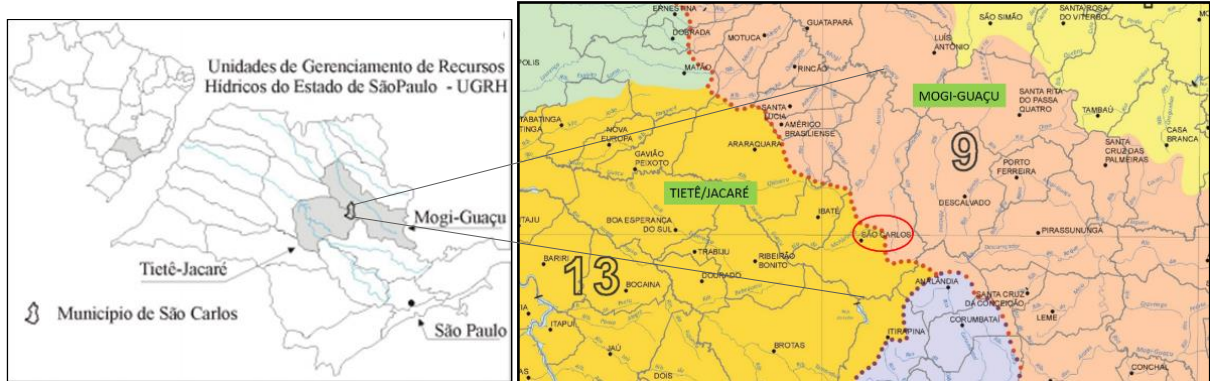 Unidades de Gerenciamento de Recursos
Hídricos do Estado de SãoPaulo - UGRH
Mogi-Guaçu
Tietê-Jacaré
Município de São Carlos
São Paulo
ERNESTINA
DOBRADA
MATÃO
MOTUCA
GUATAPARÁ
RINCÃO
LUÍS
ANTÔNIO
SÃO SIMÃO
SANTA ROSA
DO VITERBO
MOGI-GUAÇU
SANTA RITA
DO PASSA
QUATRO
TAMBAÚ
CASA
BRANCA
SANTA
CRUZ DAS
PALMEIRAS
TABATINGA
NOVA
EUROPA
GAVIÃO
PEIXOTO
SANTA
LÚCIA
AMÉRICO
BRASILIENSE
ARARAQUARA
9
PORTO
FERREIRA
DESCALVADO
TIETÊ/JACARÉ
IBATÉ
SÃO CARLOS
PIRASSUNUNGA
ITAJU
BOA ESPERANÇA
DO SUL
TRABIJU
RIBEIRÃO
BONITO
BARIRI
13
DOURADO
BOCAINA
ANALÂNDIA
SANTA CRUZ
DA CONCEIÇÃO
CORUMBATAÍ
LEME
ITAPUÍ
JAÚ
ITIRAPINA
BROTAS
DOIS
CONCHAL